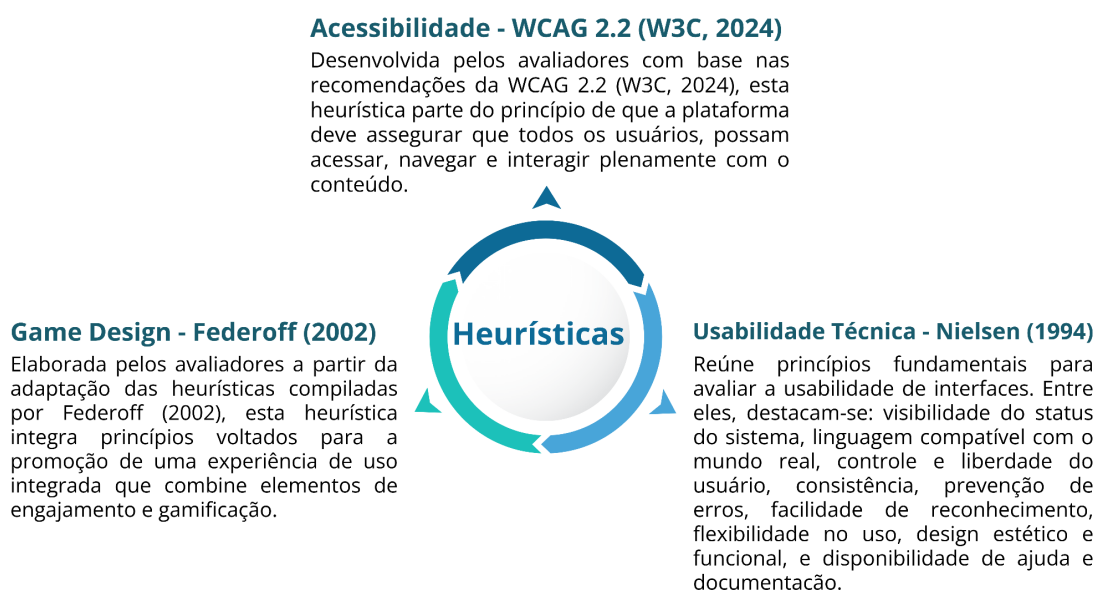 Acessibilidade - WCAG 2.2 (W3C, 2024)
Desenvolvida pelos avaliadores com base nas
recomendações da WCAG 2.2 (W3C, 2024), esta
heurística parte do princípio de que a plataforma
deve assegurar que todos os usuários, possam
acessar, navegar e interagir plenamente com o
conteúdo.
Heurísticas
Game Design - Federoff (2002)
Elaborada pelos avaliadores a partir da
adaptação das heurísticas compiladas
por Federoff (2002), esta heurística
integra princípios voltados para a
promoção de uma experiência de uso
integrada que combine elementos de
engajamento e gamificação.
Usabilidade Técnica - Nielsen (1994)
Reúne princípios fundamentais para
avaliar a usabilidade de interfaces. Entre
eles, destacam-se: visibilidade do status
do sistema, linguagem compatível com o
mundo real, controle e liberdade do
usuário, consistência, prevenção de
erros, facilidade de reconhecimento,
flexibilidade no uso, design estético e
funcional, e disponibilidade de ajuda e
documentação.